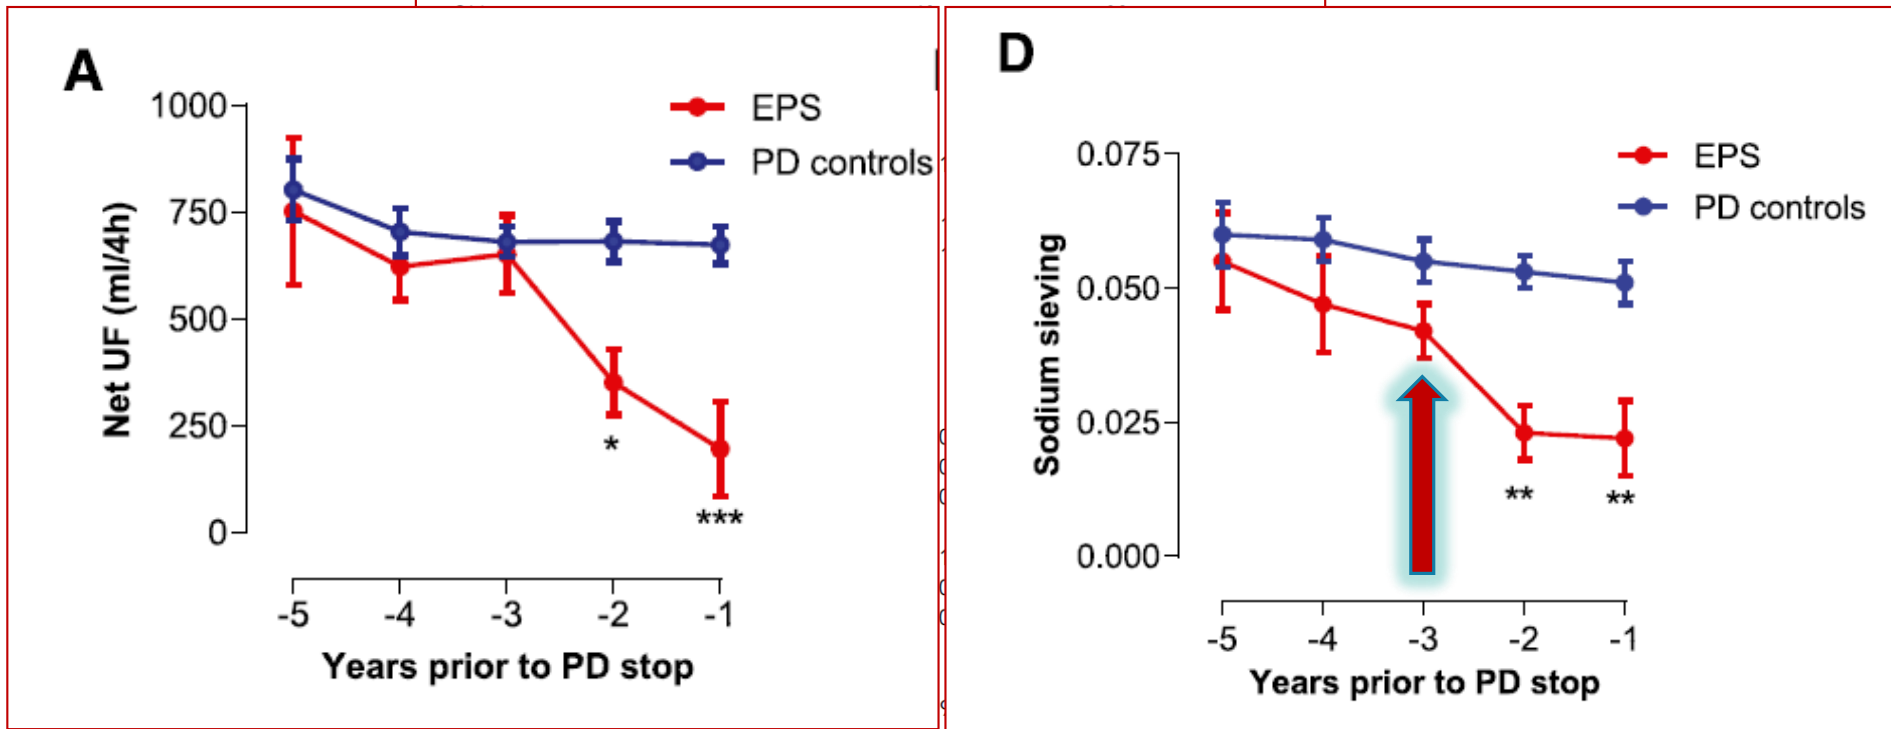 A
EPS
PD controls
1000
750
500
250
0
Net UF (ml/4h)
*
***
-5 -4 -3 -2 -1
Years prior to PD stop
D
EPS
PD controls
0.075
0.050
0.025
0.000
Sodium sieving
**
**
-5 -4 -3 -2 -1
Years prior to PD stop